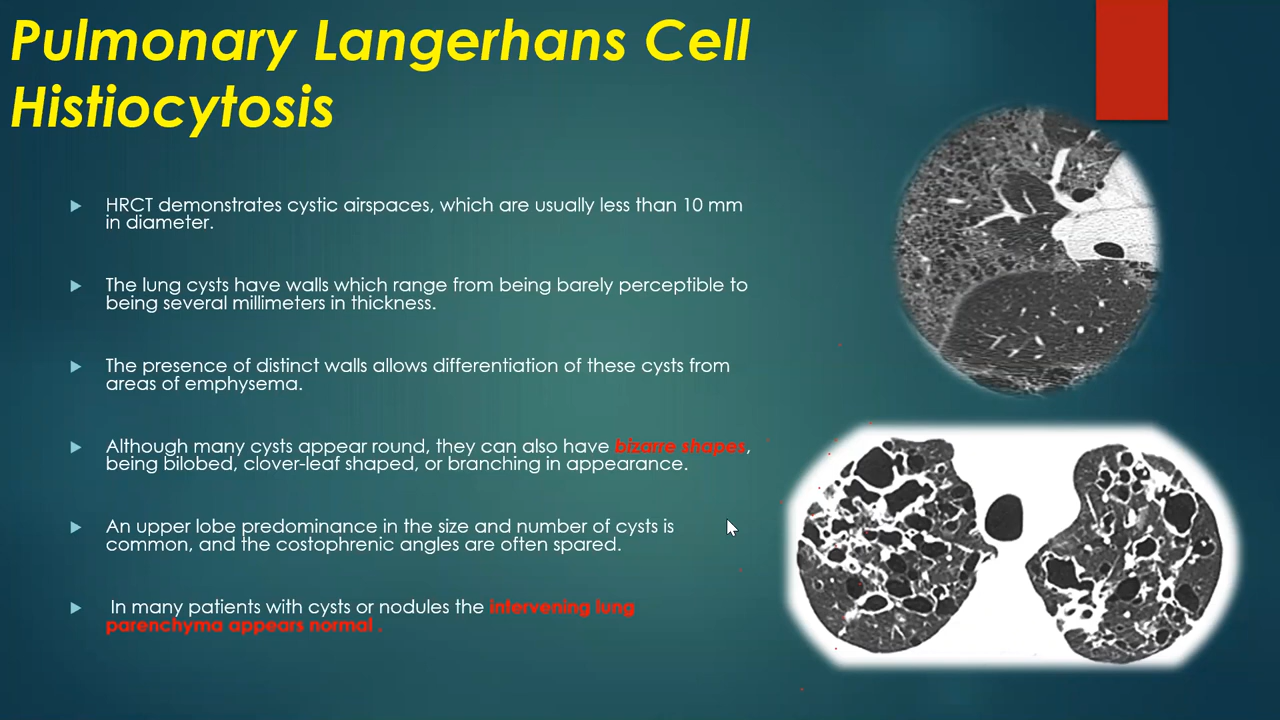 Pulmonary Langerhans Cell
Histiocytosis
HRCT demonstrates cystic airspaces, which are usually less than 10 mm
in diameter.
The lung cysts have walls which range from being barely perceptible to
being several millimeters in thickness.
The presence of distinct walls allows differentiation of these cysts from
areas of emphysema.
Although many cysts appear round, they can also have bizarre shapes,
being bilobed, clover-leaf shaped, or branching in appearance.
An upper lobe predominance in the size and number of cysts is
common, and the costophrenic angles are often spared.
In many patients with cysts or nodules the intervening lung
parenchyma appears normal .